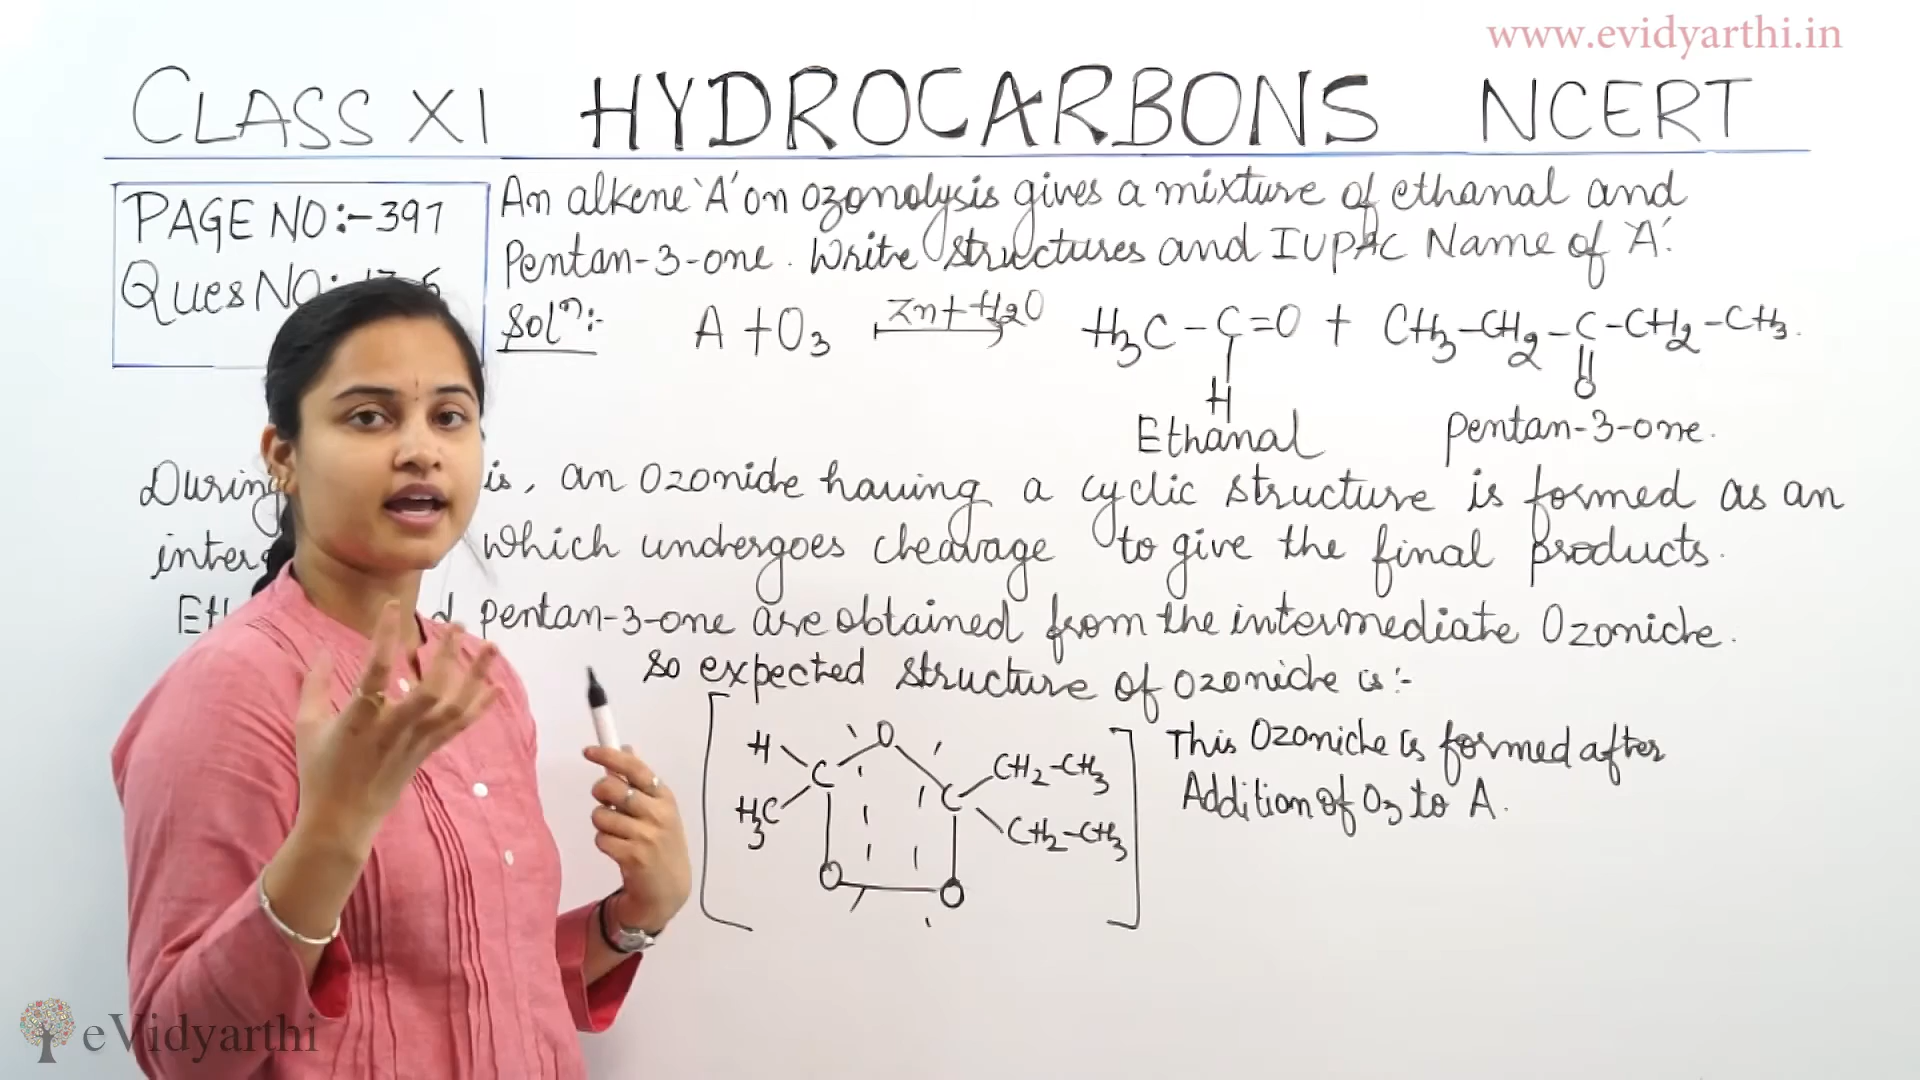 www.evidyarthi.in
CLASS XI HYDROCARBONS NCERT
PAGE NO:-397
Ques NO:
An alkene 'A' on ozonolysis gives a mixture of ethanal and
Pentan-3-one. Write structures and IUPAC Name of 'A'.
Solⁿ:-
A + O3 Zn + H2O H3C - C = O + CH3-CH2-C-CH2-CH3.
H O
Ethanal pentan-3-one.
During is, an Ozonide having a cyclic structure is formed as an
which undergoes cleavage to give the final products.
pentan-3-one are obtained from the intermediate Ozonide.
So expected structure of Ozonide is:-
H C O C CH2-CH3
H3C CH2-CH3
O O
This Ozonide is formed after
Addition of O3 to A.
eVidyarthi